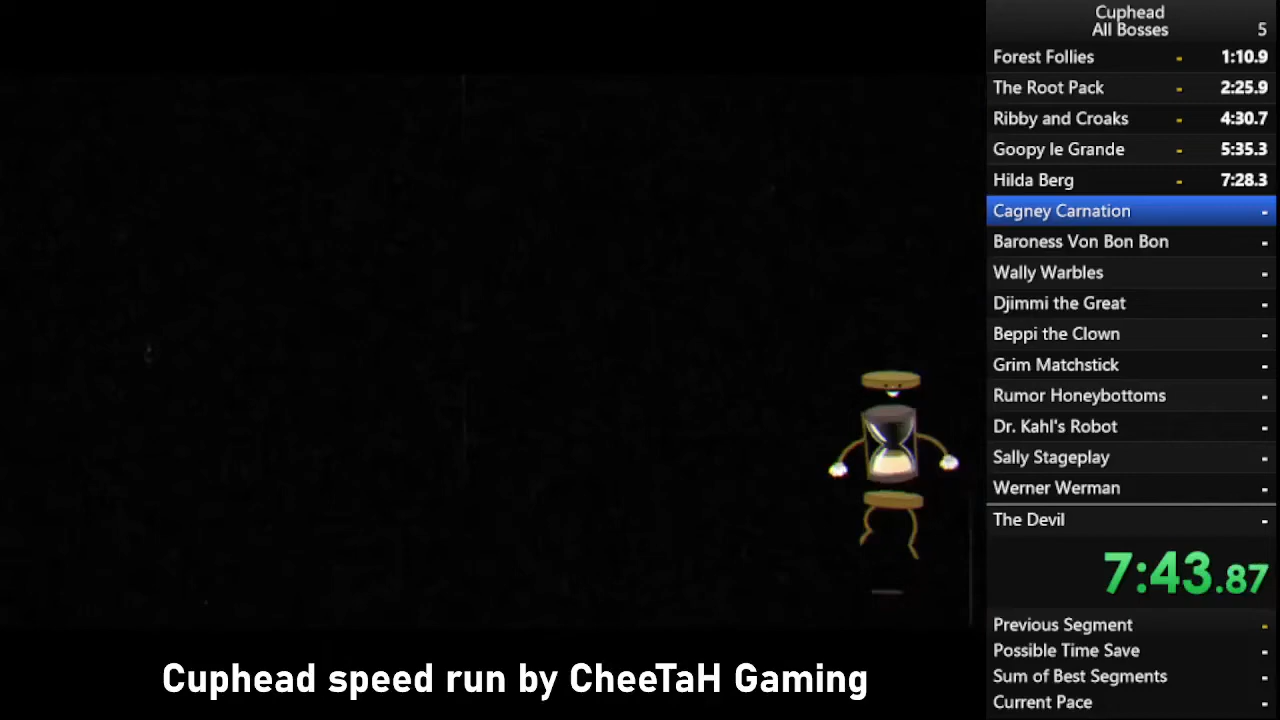 Cuphead
All Bosses 5
Forest Follies - 1:10.9
The Root Pack - 2:25.9
Ribby and Croaks - 4:30.7
Goopy le Grande - 5:35.3
Hilda Berg - 7:28.3
Cagney Carnation -
Baroness Von Bon Bon -
Wally Warbles -
Djimmi the Great -
Beppi the Clown -
Grim Matchstick -
Rumor Honeybottoms -
Dr. Kahl's Robot -
Sally Stageplay -
Werner Werman -
The Devil -
7:43.87
Previous Segment -
Possible Time Save -
Sum of Best Segments -
Current Pace -
Cuphead speed run by CheeTaH Gaming